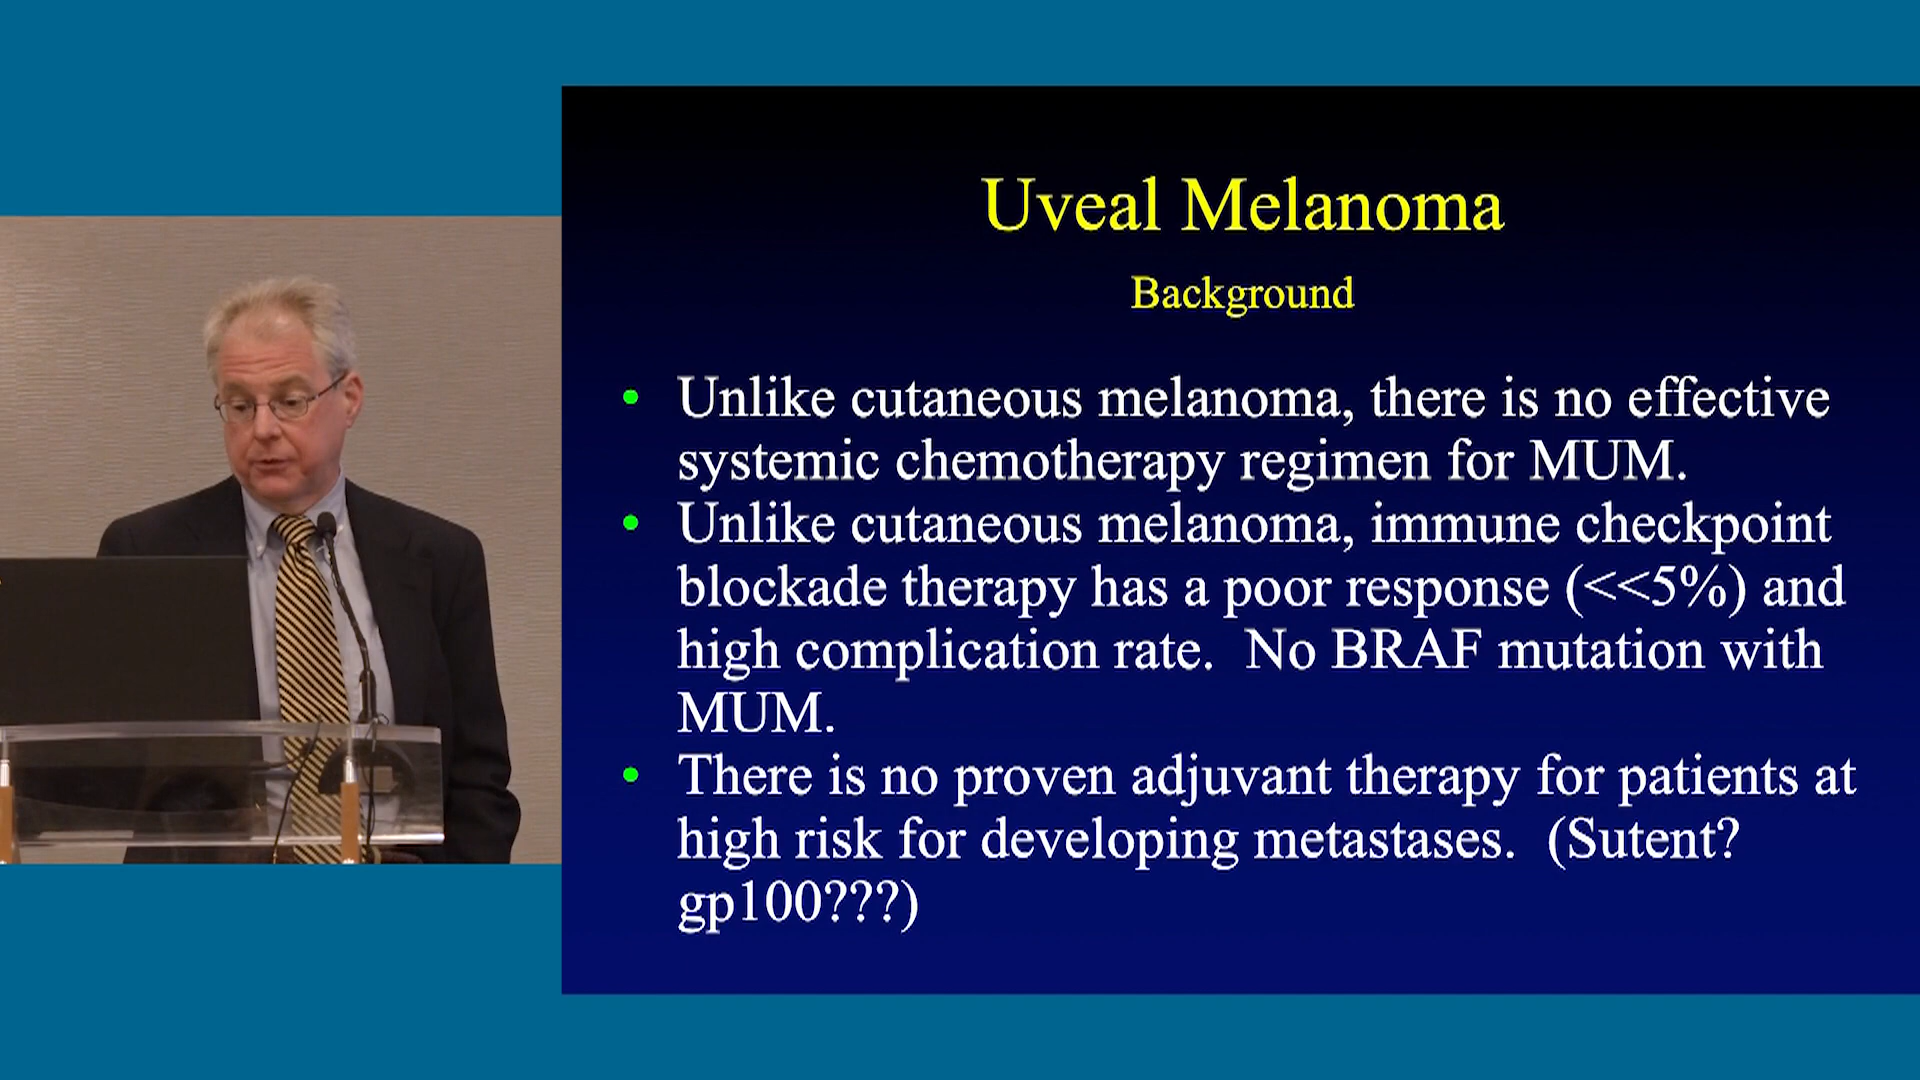 Uveal Melanoma
Background
• Unlike cutaneous melanoma, there is no effective
systemic chemotherapy regimen for MUM.
• Unlike cutaneous melanoma, immune checkpoint
blockade therapy has a poor response (<<5%) and
high complication rate.  No BRAF mutation with
MUM.
• There is no proven adjuvant therapy for patients at
high risk for developing metastases.  (Sutent?
gp100???)